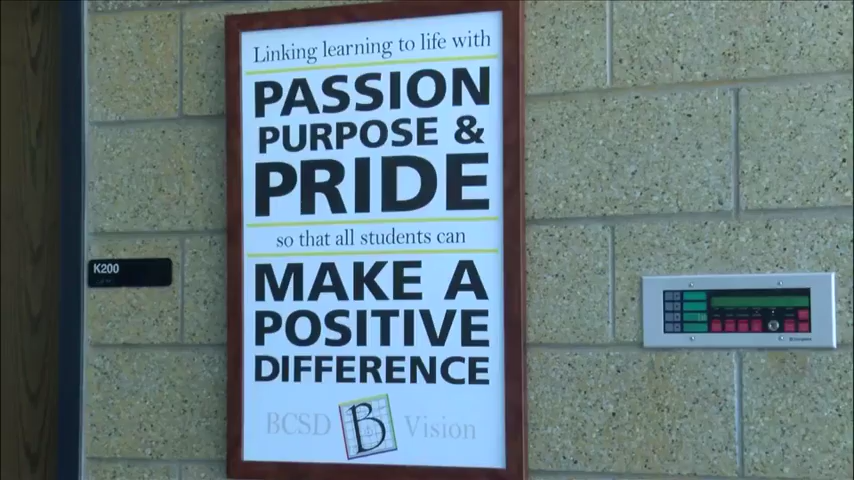 Linking learning to life with
PASSION
PURPOSE &
PRIDE
so that all students can
MAKE A
POSITIVE
DIFFERENCE
BCSD B Vision
K200